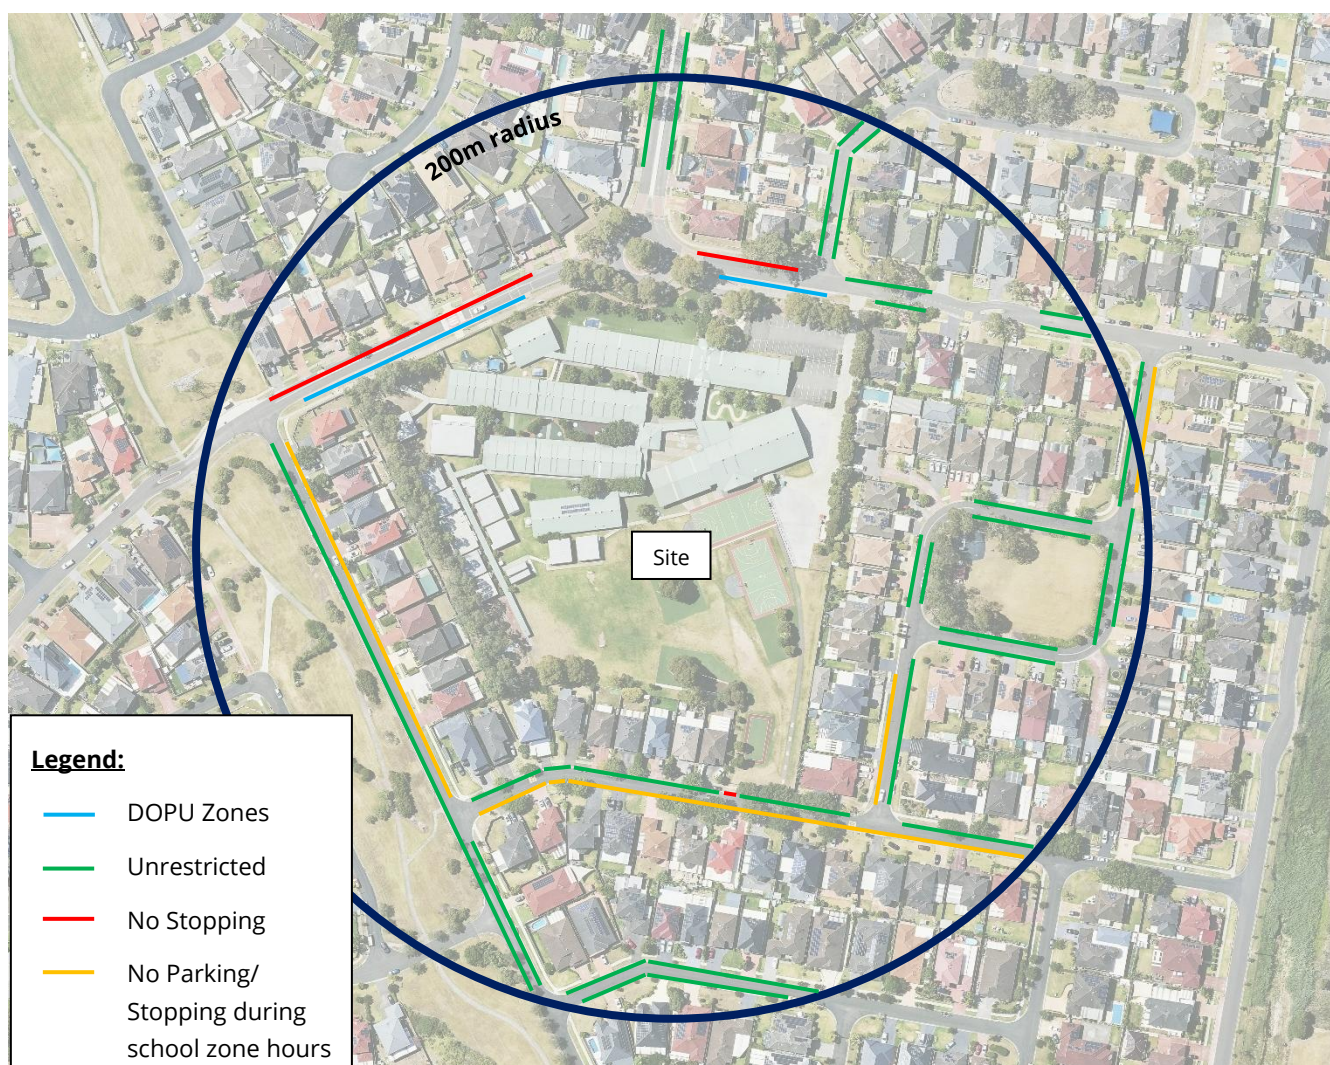 200m radius
Site
Legend:
DOPU Zones
Unrestricted
No Stopping
No Parking/
Stopping during
school zone hours